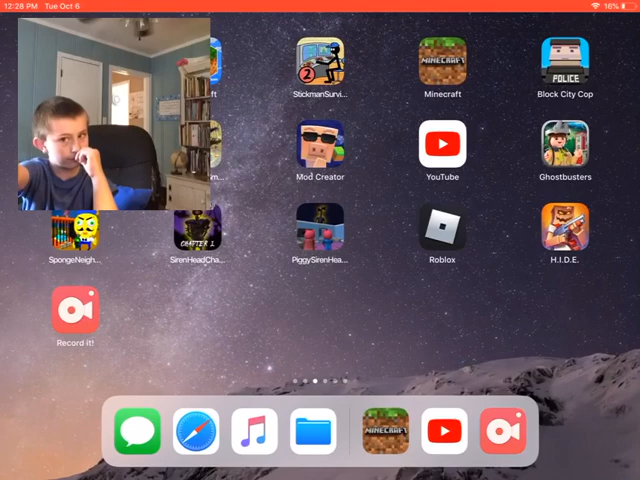 12:28 PM Tue Oct 6
16%
StickmanSurvi...
MINECRAFT
Minecraft
POLICE
Block City Cop
Mod Creator
YouTube
Ghostbusters
SpongeNeigh...
CHAPTER 1
SirenHeadCha...
PiggySirenHea...
Roblox
H.I.D.E.
Record it!
MINECRAFT